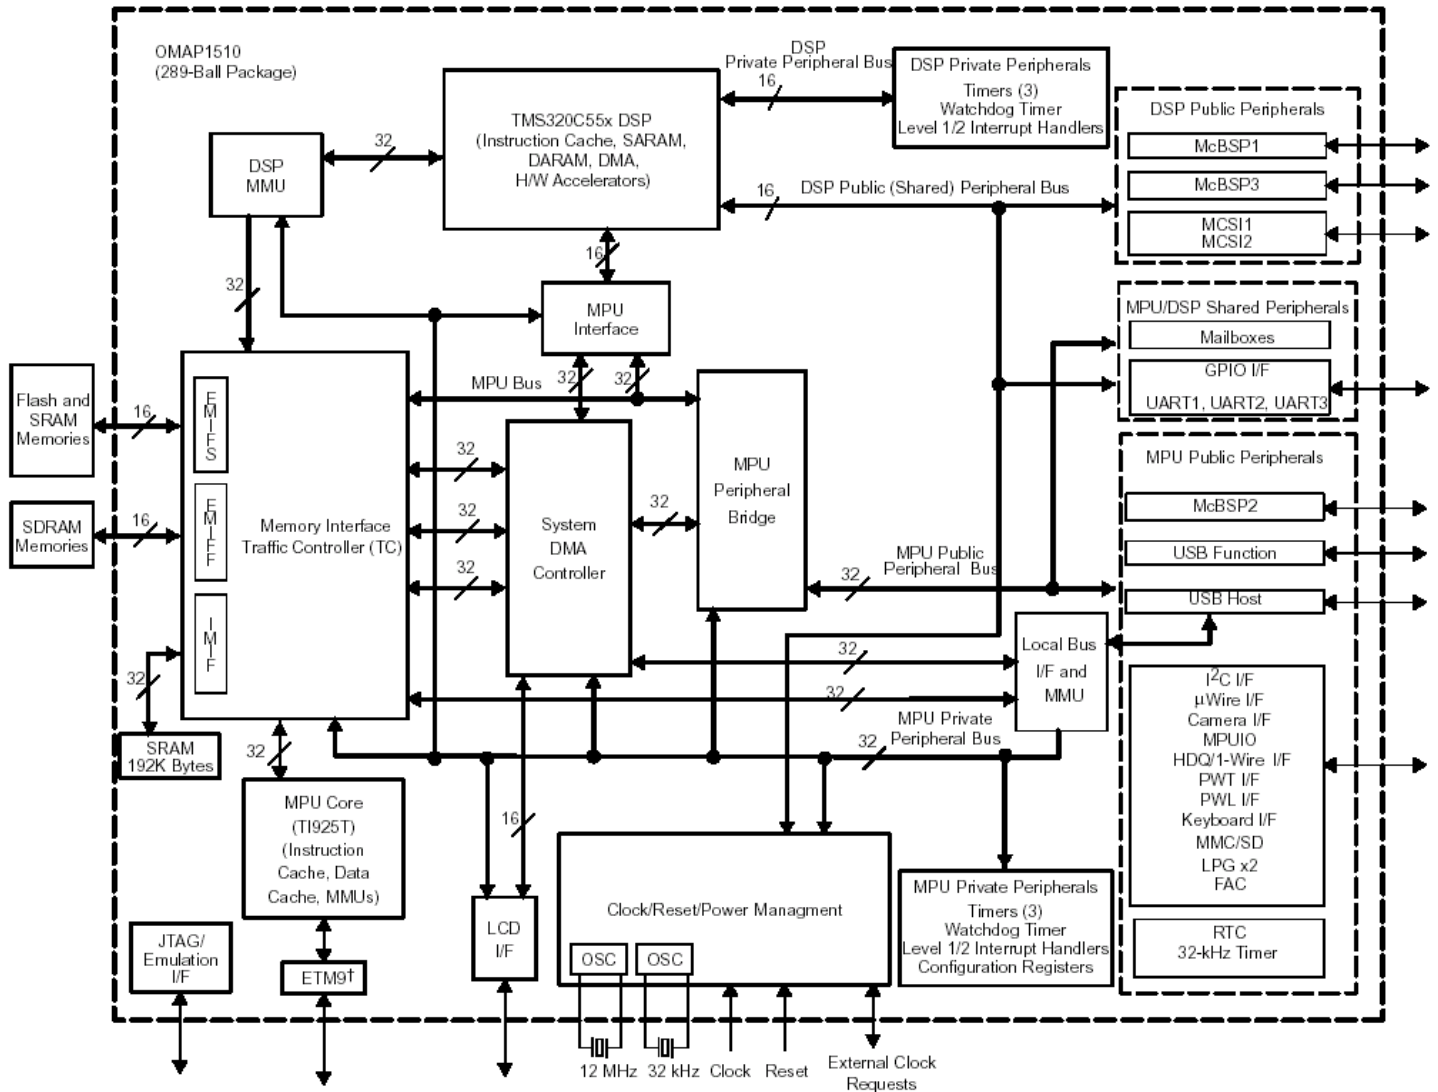 OMAP1510
(289-Ball Package)
DSP
Private Peripheral Bus
16
DSP Private Peripherals
Timers (3)
Watchdog Timer
Level 1/2 Interrupt Handlers
DSP Public Peripherals
McBSP1
McBSP3
MCSI1
MCSI2
TMS320C55x DSP
(Instruction Cache, SARAM,
DARAM, DMA,
H/W Accelerators)
32
DSP
MMU
16
DSP Public (Shared) Peripheral Bus
16
32
MPU
Interface
MPU/DSP Shared Peripherals
Mailboxes
GPIO I/F
UART1, UART2, UART3
MPU Bus
32
32
Flash and
SRAM
Memories
16
EMIFS
SDRAM
Memories
16
EMIFF
Memory Interface
Traffic Controller (TC)
IMIF
32
32
32
System
DMA
Controller
32
MPU
Peripheral
Bridge
MPU Public
Peripheral Bus
32
MPU Public Peripherals
McBSP2
USB Function
USB Host
32
32
Local Bus
I/F and
MMU
I2C I/F
µWire I/F
Camera I/F
MPUIO
HDQ/1-Wire I/F
PWT I/F
PWL I/F
Keyboard I/F
MMC/SD
LPG x2
FAC
RTC
32-kHz Timer
32
SRAM
192K Bytes
32
MPU Private
Peripheral Bus
32
MPU Core
(TI925T)
(Instruction
Cache, Data
Cache, MMUs)
16
Clock/Reset/Power Managment
OSC
OSC
MPU Private Peripherals
Timers (3)
Watchdog Timer
Level 1/2 Interrupt Handlers
Configuration Registers
JTAG/
Emulation
I/F
ETM9†
LCD
I/F
12 MHz
32 kHz
Clock
Reset
External Clock
Requests